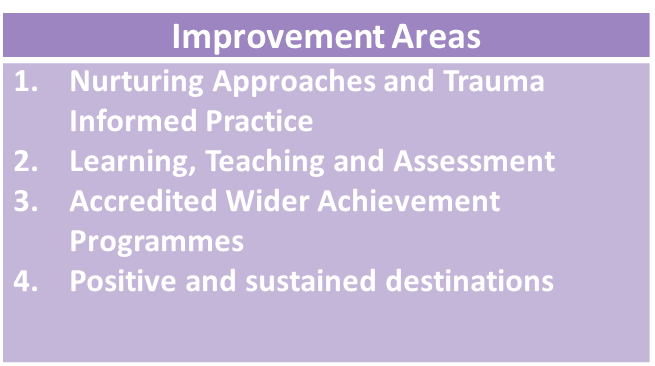 Improvement Areas
1. Nurturing Approaches and Trauma
Informed Practice
2. Learning, Teaching and Assessment
3. Accredited Wider Achievement
Programmes
4. Positive and sustained destinations